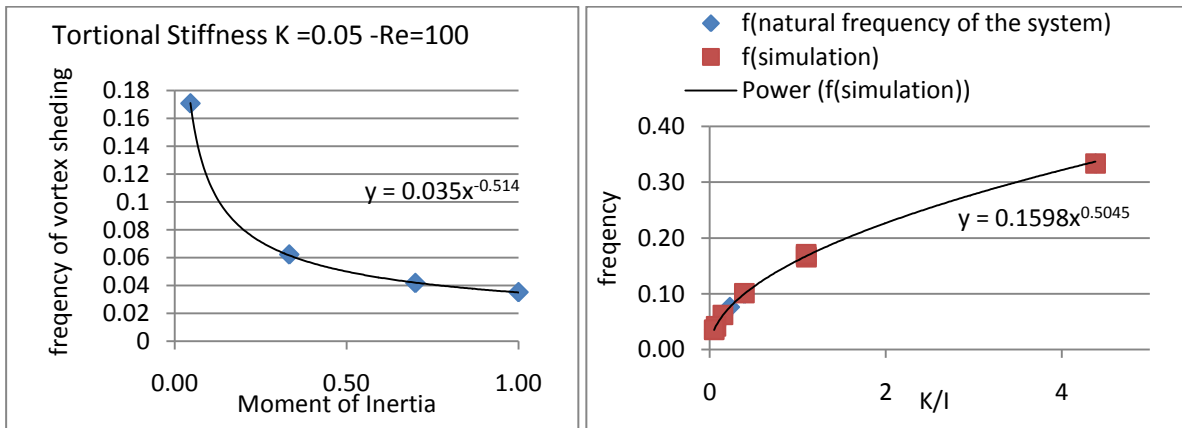 Tortional Stiffness K =0.05 -Re=100
freqency of vortex sheding
0.18
0.16
0.14
0.12
0.1
0.08
0.06
0.04
0.02
0
y = 0.035x^-0.514
0.00
0.50
1.00
Moment of Inertia
f(natural frequency of the system)
f(simulation)
Power (f(simulation))
freqency
0.40
0.30
0.20
0.10
0.00
y = 0.1598x^0.5045
0
2
4
K/I